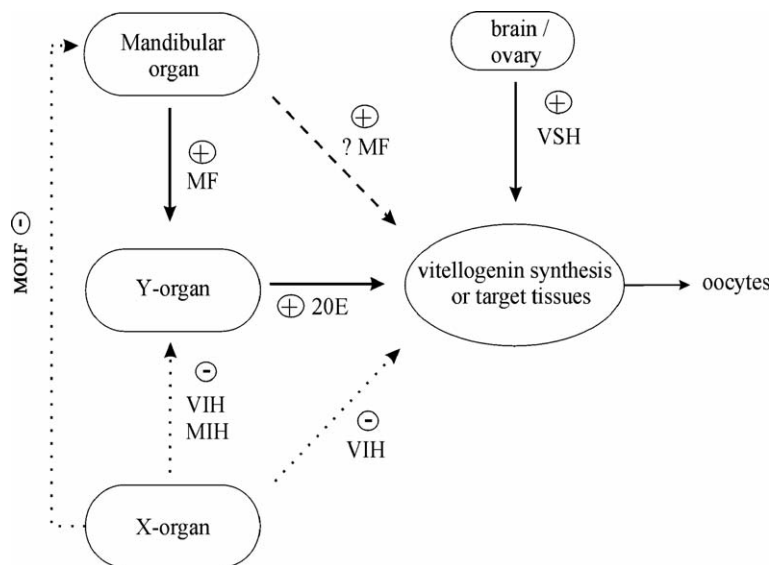 Mandibular
organ
brain /
ovary
+
MF
+
? MF
+
VSH
MOIF -
Y-organ
+ 20E
vitellogenin synthesis
or target tissues
oocytes
-
VIH
MIH
-
VIH
X-organ